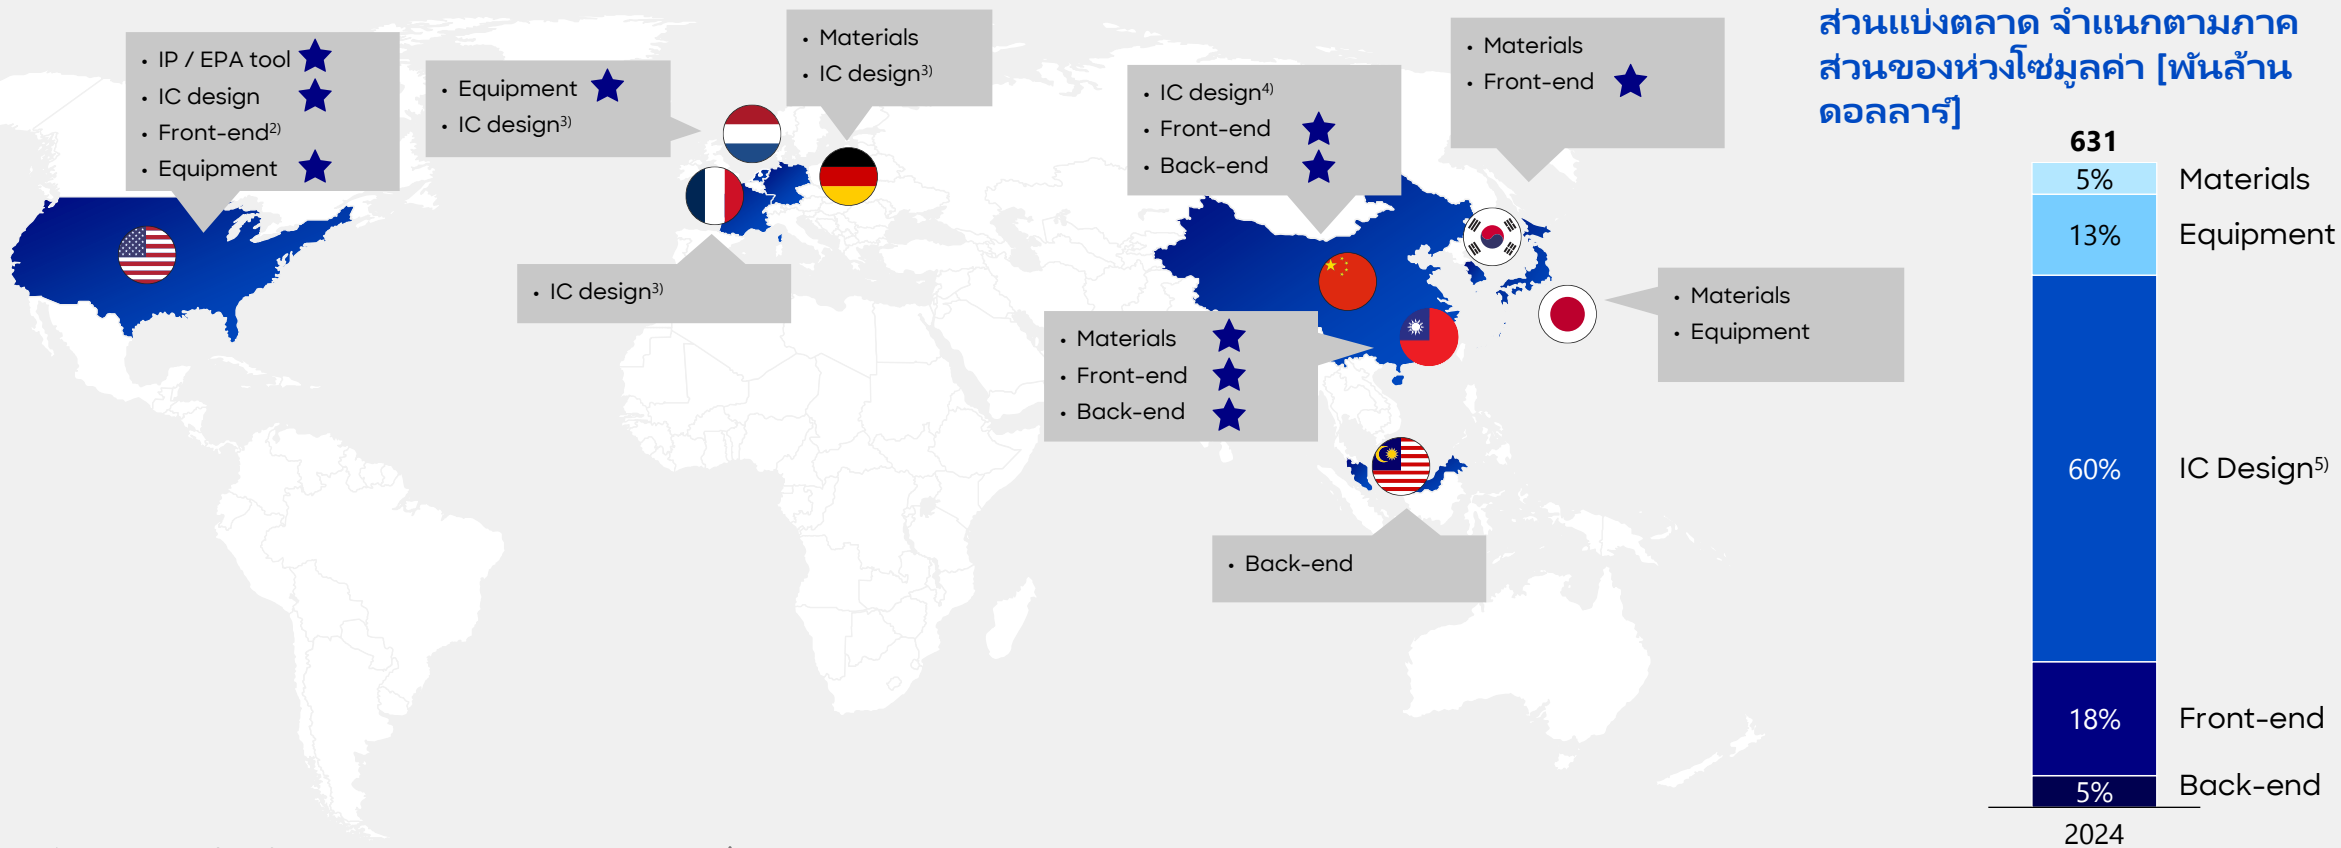 • IP / EPA tool
• IC design
• Front-end2)
• Equipment
• Equipment
• IC design3)
• Materials
• IC design3)
• IC design3)
• IC design4)
• Front-end
• Back-end
• Materials
• Front-end
• Materials
• Front-end
• Back-end
• Materials
• Equipment
• Back-end
ส่วนแบ่งตลาด จำแนกตามภาค
ส่วนของห่วงโซ่มูลค่า [พันล้าน
ดอลลาร์]
631
5% Materials
13% Equipment
60% IC Design5)
18% Front-end
5% Back-end
2024